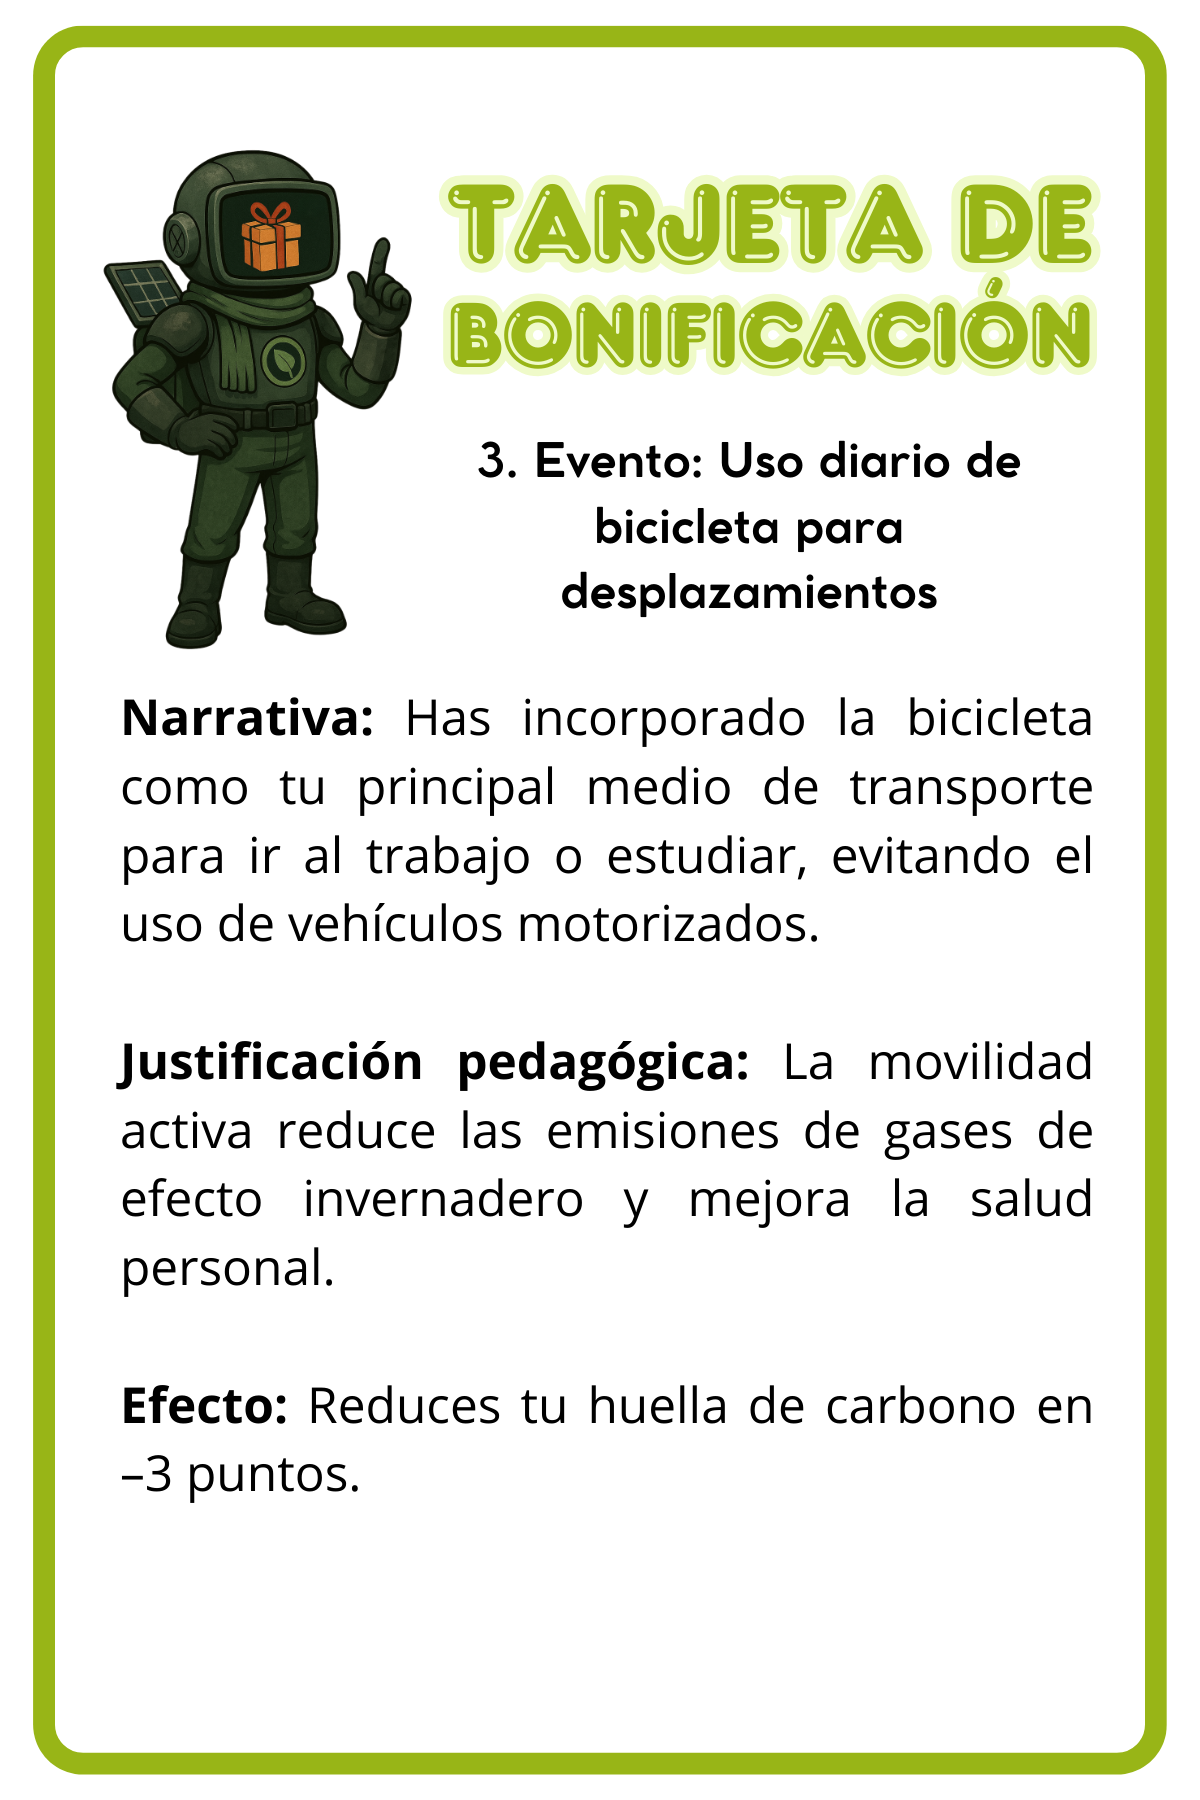 TARJETA DE
BONIFICACIÓN
3. Evento: Uso diario de
bicicleta para
desplazamientos
Narrativa: Has incorporado la bicicleta
como tu principal medio de transporte
para ir al trabajo o estudiar, evitando el
uso de vehículos motorizados.
Justificación pedagógica: La movilidad
activa reduce las emisiones de gases de
efecto invernadero y mejora la salud
personal.
Efecto: Reduces tu huella de carbono en
–3 puntos.